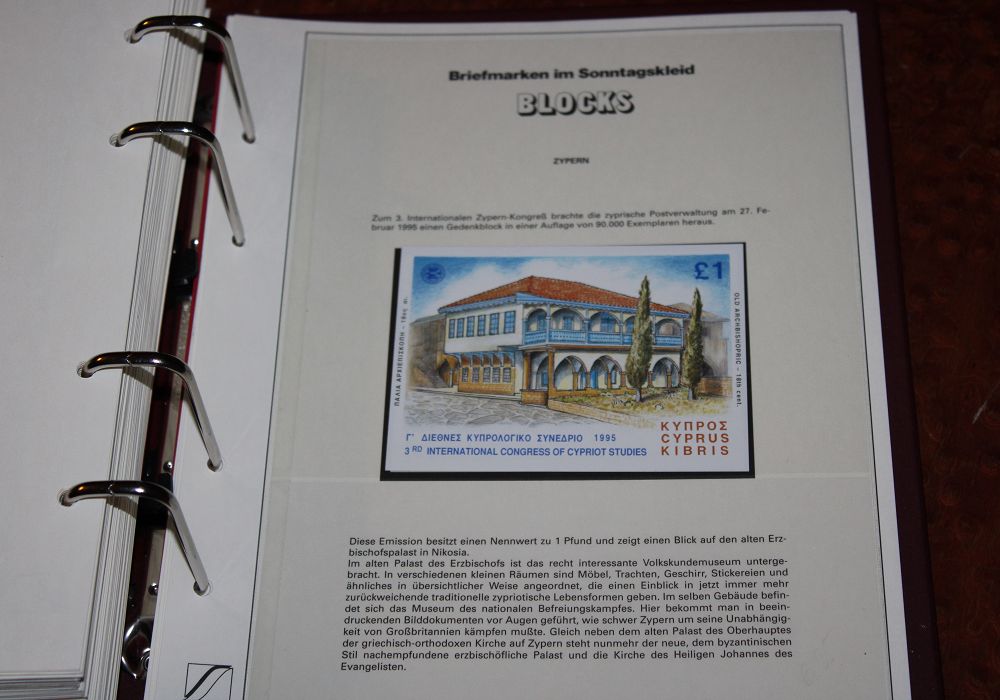 Briefmarken im Sonntagskleid
BLOCKS
ZYPERN
Zum 3. Internationalen Zypern-Kongreß brachte die zyprische Postverwaltung am 27. Fe-
bruar 1995 einen Gedenkblock in einer Auflage von 90.000 Exemplaren heraus.
£1
ΠΑΛΙΑ ΑΡΧΙΕΠΙΣΚΟΠΗ - 18ος αι.
OLD ARCHBISHOPRIC - 18th cent.
Γ' ΔΙΕΘΝΕΣ ΚΥΠΡΟΛΟΓΙΚΟ ΣΥΝΕΔΡΙΟ 1995
3RD INTERNATIONAL CONGRESS OF CYPRIOT STUDIES
ΚΥΠΡΟΣ
CYPRUS
KIBRIS
Diese Emission besitzt einen Nennwert zu 1 Pfund und zeigt einen Blick auf den alten Erz-
bischofspalast in Nikosia.
Im alten Palast des Erzbischofs ist das recht interessante Volkskundemuseum unterge-
bracht. In verschiedenen kleinen Räumen sind Möbel, Trachten, Geschirr, Stickereien und
ähnliches in übersichtlicher Weise angeordnet, die einen Einblick in jetzt immer mehr
zurückweichende traditionelle zypriotische Lebensformen geben. Im selben Gebäude befin-
det sich das Museum des nationalen Befreiungskampfes. Hier bekommt man in beein-
druckenden Bilddokumenten vor Augen geführt, wie schwer Zypern um seine Unabhängig-
keit von Großbritannien kämpfen mußte. Gleich neben dem alten Palast des Oberhauptes
der griechisch-orthodoxen Kirche auf Zypern steht nunmehr der neue, dem byzantinischen
Stil nachempfundene erzbischöfliche Palast und die Kirche des Heiligen Johannes des
Evangelisten.